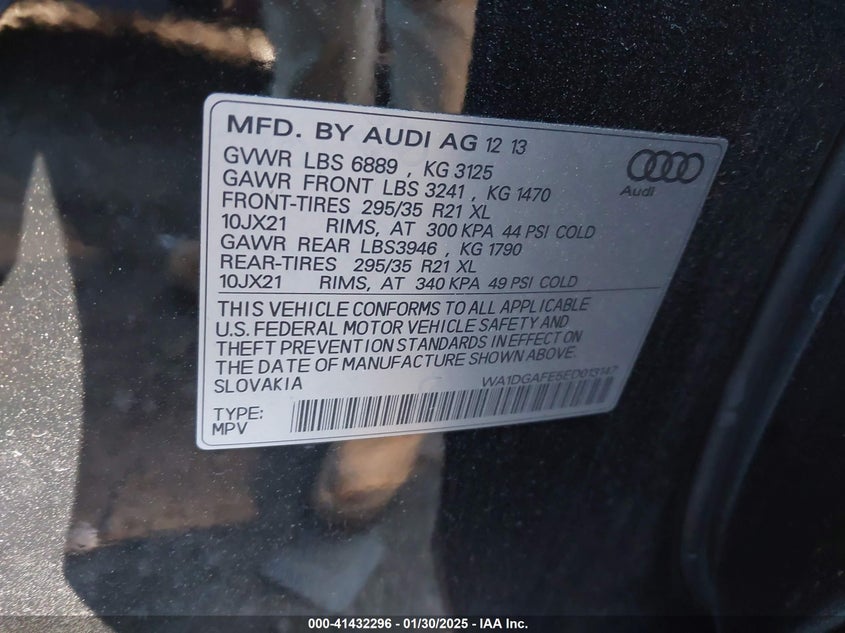 MFD. BY AUDI AG 12 13
GVWR LBS 6889 , KG 3125
GAWR FRONT LBS 3241 , KG 1470
FRONT-TIRES 295/35 R21 XL
10JX21 RIMS, AT 300 KPA 44 PSI COLD
GAWR REAR LBS3946 , KG 1790
REAR-TIRES 295/35 R21 XL
10JX21 RIMS, AT 340 KPA 49 PSI COLD
Audi
THIS VEHICLE CONFORMS TO ALL APPLICABLE
U.S. FEDERAL MOTOR VEHICLE SAFETY AND
THEFT PREVENTION STANDARDS IN EFFECT ON
THE DATE OF MANUFACTURE SHOWN ABOVE.
SLOVAKIA
WA1DGAFE5ED013147
TYPE:
MPV
000-41432296 - 01/30/2025 - IAA Inc.